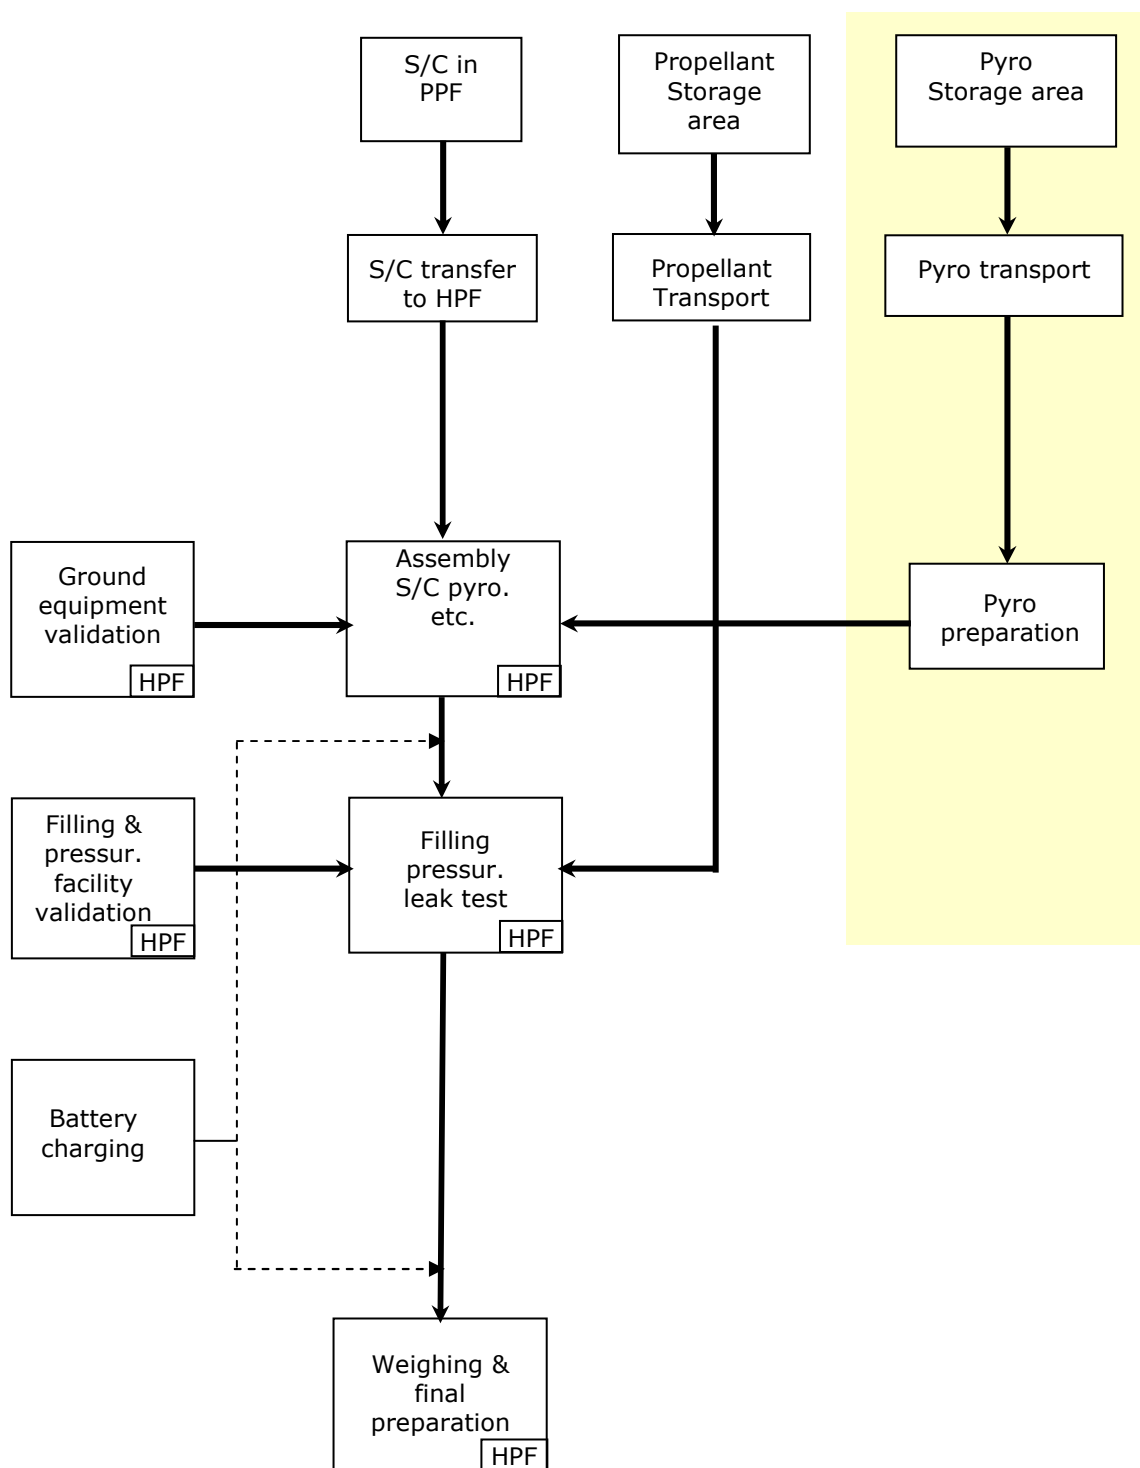 S/C in
PPF
Propellant
Storage
area
Pyro
Storage area
S/C transfer
to HPF
Propellant
Transport
Pyro transport
Ground
equipment
validation
HPF
Assembly
S/C pyro.
etc.
HPF
Pyro
preparation
Filling &
pressur.
facility
validation
HPF
Filling
pressur.
leak test
HPF
Battery
charging
Weighing &
final
preparation
HPF